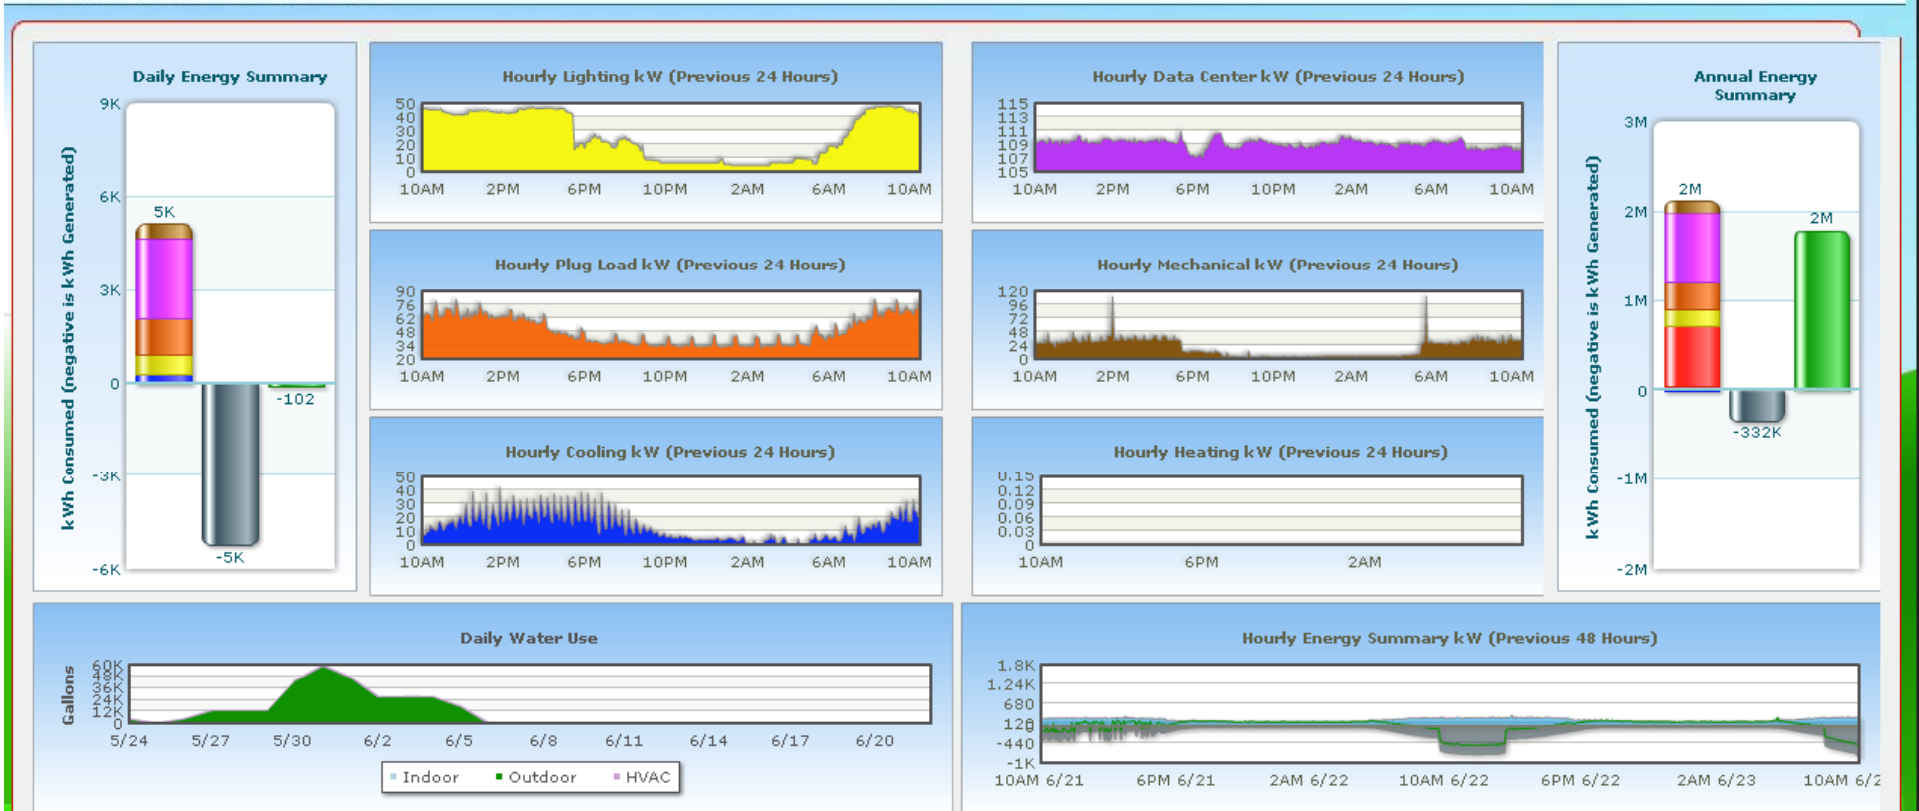 Daily Energy Summary
kWh Consumed (negative is kWh Generated)
9K
6K
3K
0
-3K
-6K
5K
-5K
-102
Hourly Lighting kW (Previous 24 Hours)
50
40
30
20
10
0
10AM 2PM 6PM 10PM 2AM 6AM 10AM
Hourly Data Center kW (Previous 24 Hours)
115
113
111
109
107
105
10AM 2PM 6PM 10PM 2AM 6AM 10AM
Annual Energy
Summary
kWh Consumed (negative is kWh Generated)
3M
2M
1M
0
-1M
-2M
2M
-332K
2M
Hourly Plug Load kW (Previous 24 Hours)
90
76
62
48
34
20
10AM 2PM 6PM 10PM 2AM 6AM 10AM
Hourly Mechanical kW (Previous 24 Hours)
120
96
72
48
24
0
10AM 2PM 6PM 10PM 2AM 6AM 10AM
Hourly Cooling kW (Previous 24 Hours)
50
40
30
20
10
0
10AM 2PM 6PM 10PM 2AM 6AM 10AM
Hourly Heating kW (Previous 24 Hours)
0.15
0.12
0.09
0.06
0.03
0
10AM 6PM 2AM
Daily Water Use
Gallons
60K
48K
36K
24K
12K
0
5/24 5/27 5/30 6/2 6/5 6/8 6/11 6/14 6/17 6/20
Indoor Outdoor HVAC
Hourly Energy Summary kW (Previous 48 Hours)
1.8K
1.24K
680
120
0
-440
-1K
10AM 6/21 6PM 6/21 2AM 6/22 10AM 6/22 6PM 6/22 2AM 6/23 10AM 6/2